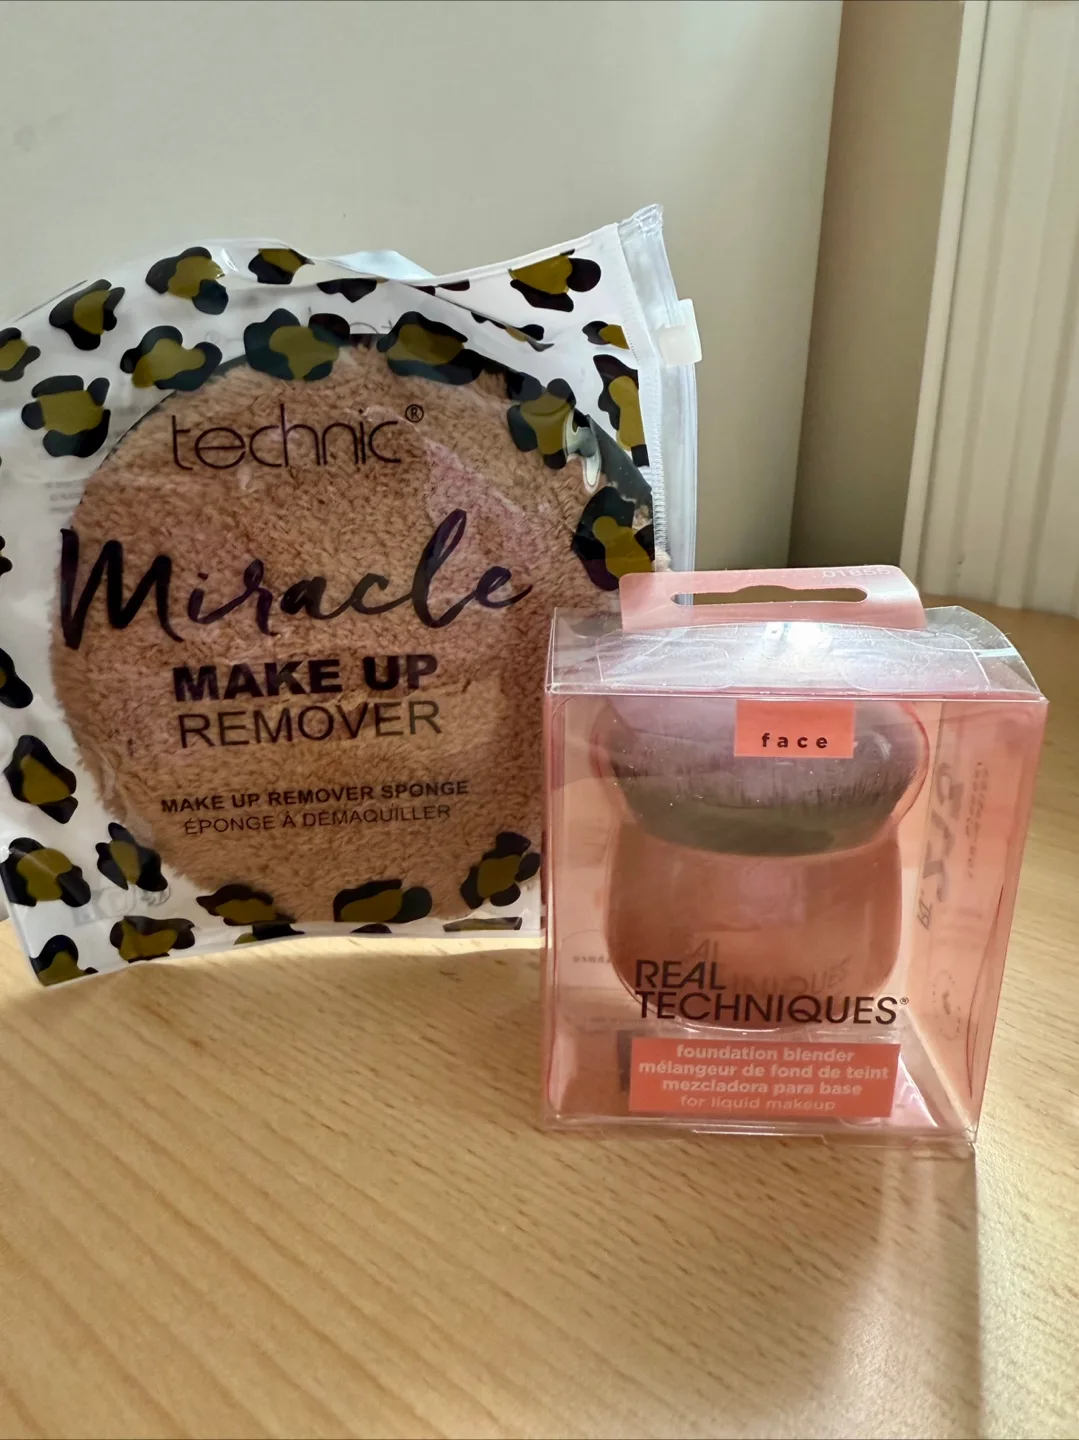 technic®
Miracle
MAKE UP
REMOVER
MAKE UP REMOVER SPONGE
ÉPONGE À DÉMAQUILLER
01855
face
REAL
TECHNIQUES®
foundation blender
mélangeur de fond de teint
mezcladora para base
for liquid makeup